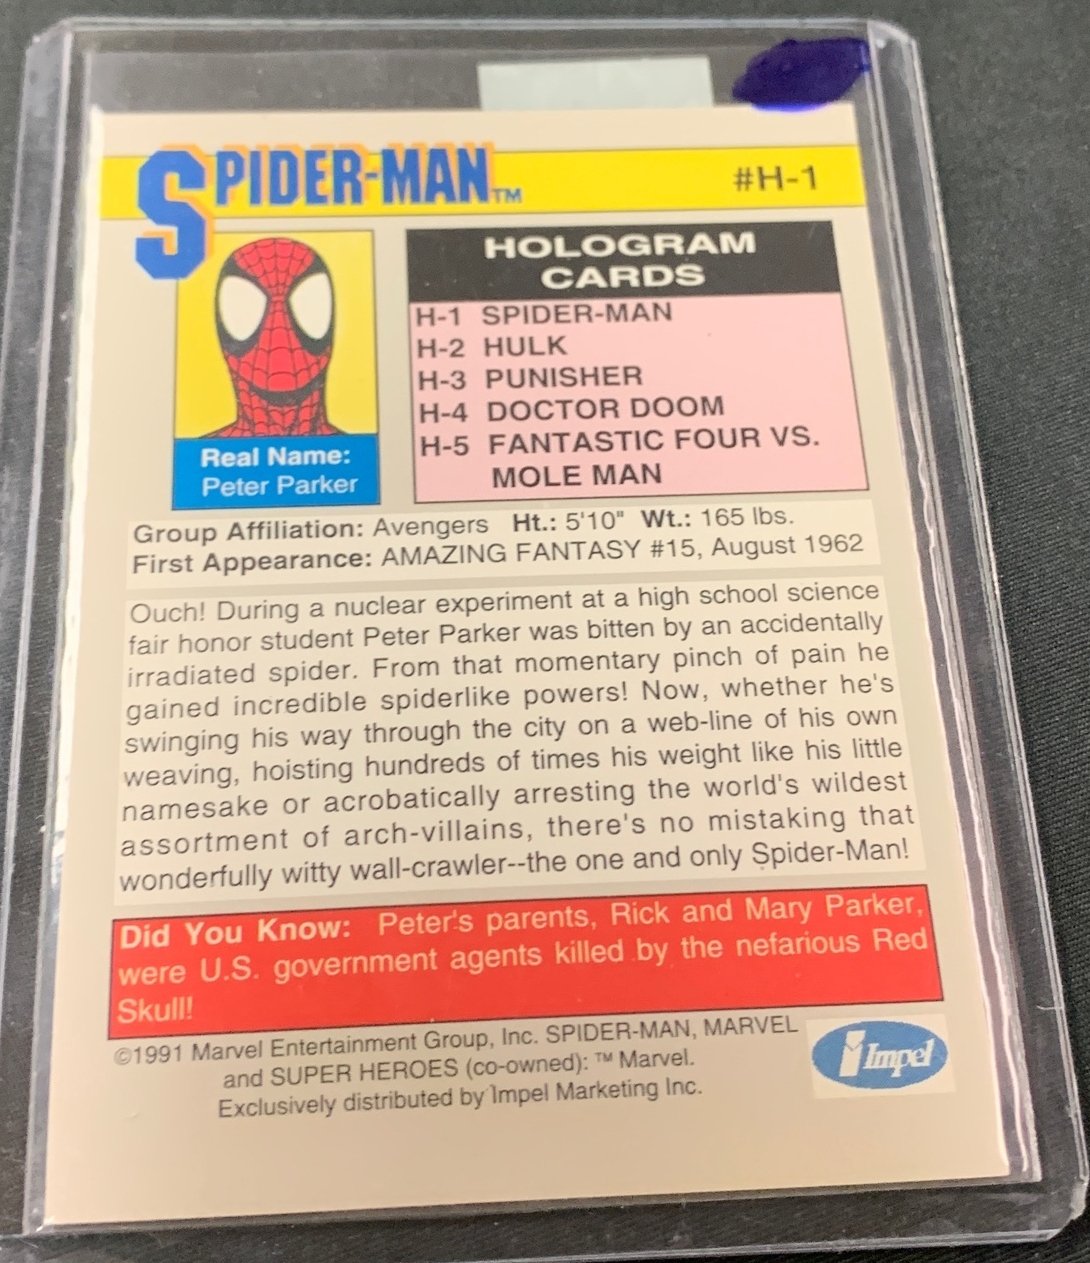 SPIDER-MAN™
#H-1
HOLOGRAM
CARDS
H-1 SPIDER-MAN
H-2 HULK
H-3 PUNISHER
H-4 DOCTOR DOOM
H-5 FANTASTIC FOUR VS.
MOLE MAN
Real Name:
Peter Parker
Group Affiliation: Avengers Ht.: 5'10" Wt.: 165 lbs.
First Appearance: AMAZING FANTASY #15, August 1962
Ouch! During a nuclear experiment at a high school science
fair honor student Peter Parker was bitten by an accidentally
irradiated spider. From that momentary pinch of pain he
gained incredible spiderlike powers! Now, whether he's
swinging his way through the city on a web-line of his own
weaving, hoisting hundreds of times his weight like his little
namesake or acrobatically arresting the world's wildest
assortment of arch-villains, there's no mistaking that
wonderfully witty wall-crawler--the one and only Spider-Man!
Did You Know: Peter's parents, Rick and Mary Parker,
were U.S. government agents killed by the nefarious Red
Skull!
©1991 Marvel Entertainment Group, Inc. SPIDER-MAN, MARVEL
and SUPER HEROES (co-owned): ™ Marvel.
Exclusively distributed by Impel Marketing Inc.
Impel